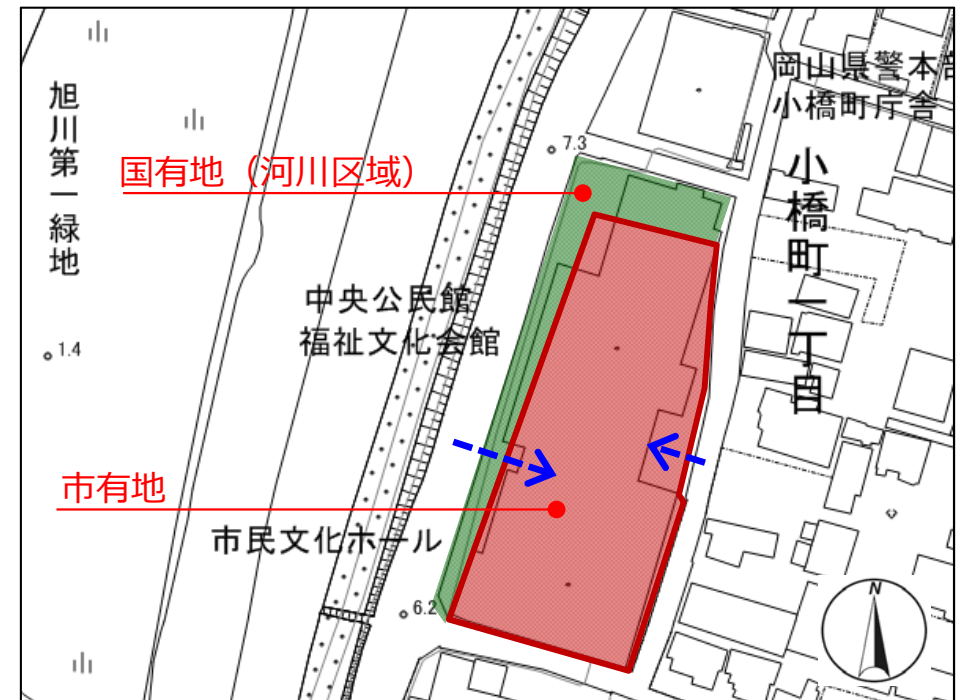 岡山県警本部
小橋町庁舎
旭川第一緑地
7.3
国有地（河川区域）
小橋町一丁目
中央公民館
福祉文化会館
1.4
市有地
市民文化ホール
6.2
N